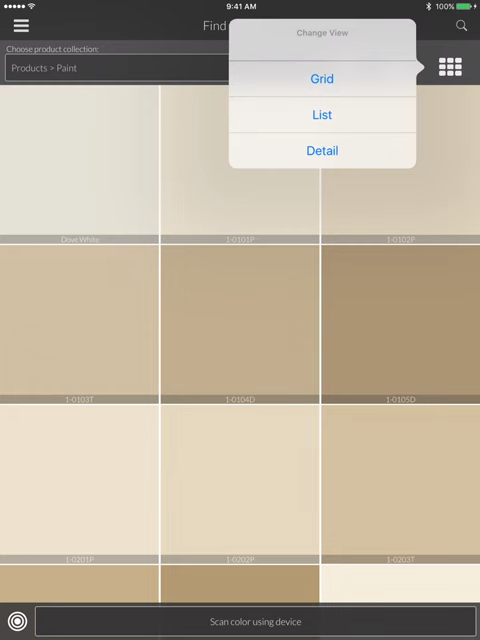 9:41 AM
100%
Find
Change View
Choose product collection:
Products > Paint
Grid
List
Detail
Dove White
1-0101P
1-0102P
1-0103T
1-0104D
1-0105D
1-0201P
1-0202P
1-0203T
Scan color using device